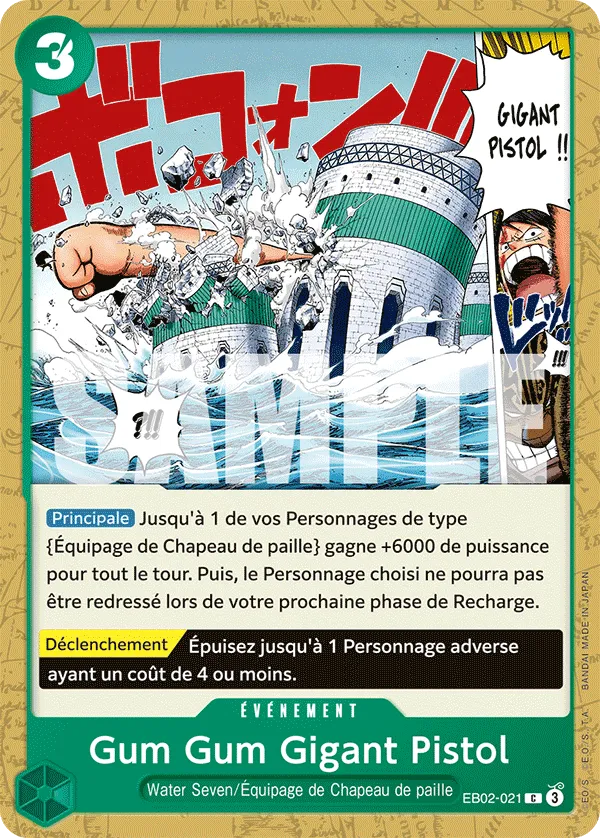 3
ボコォン!!!
GIGANT
PISTOL !!
ドッ
!!!
?!!!
SAMPLE
Principale Jusqu'à 1 de vos Personnages de type
{Équipage de Chapeau de paille} gagne +6000 de puissance
pour tout le tour. Puis, le Personnage choisi ne pourra pas
être redressé lors de votre prochaine phase de Recharge.
Déclenchement Épuisez jusqu'à 1 Personnage adverse
ayant un coût de 4 ou moins.
ÉVÉNEMENT
Gum Gum Gigant Pistol
Water Seven/Équipage de Chapeau de paille
EB02-021 C 3
©E.O./S. ©E.O./S.,T.A. BANDAI MADE IN JAPAN